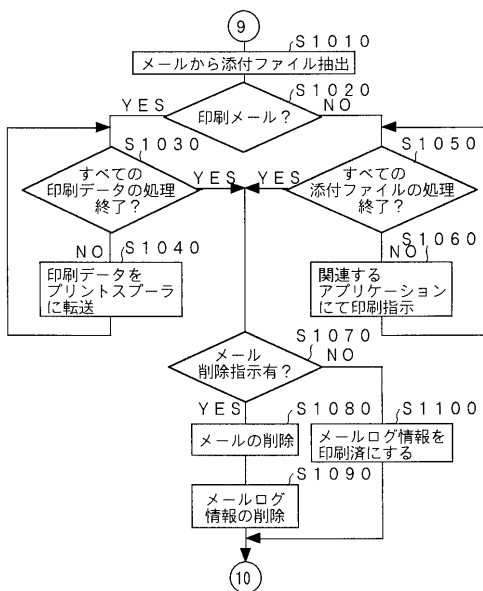 9
S1010
メールから添付ファイル抽出
S1020
YES
印刷メール？
NO
S1030
すべての
印刷データの処理
終了？
YES
YES
S1050
すべての
添付ファイルの処理
終了？
NO
S1040
印刷データを
プリントスプーラ
に転送
NO
S1060
関連する
アプリケーション
にて印刷指示
S1070
メール
削除指示有？
NO
YES
S1080
メールの削除
S1100
メールログ情報を
印刷済にする
S1090
メールログ
情報の削除
10